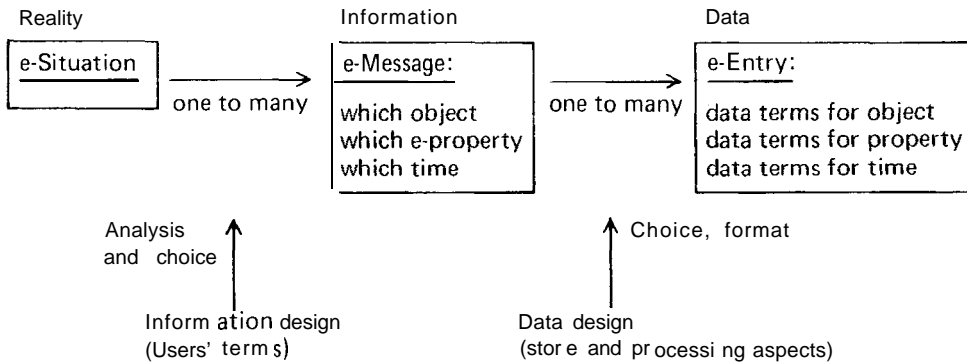 Reality
Information
Data
e-Situation
e-Message:
e-Entry:
one to many
one to many
which object
which e-property
which time
data terms for object
data terms for property
data terms for time
Analysis
and choice
Choice, format
Information design
(Users' terms)
Data design
(store and processing aspects)